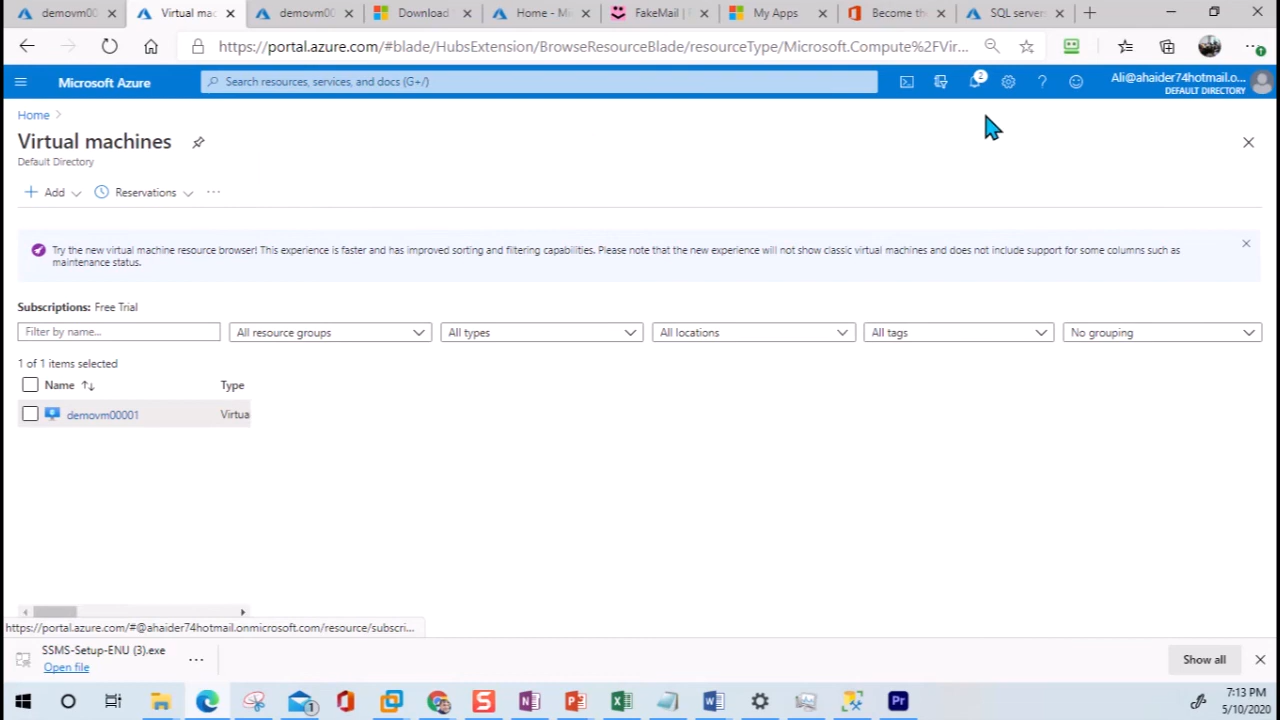 demovm00
Virtual mac
demovm00
Download
Home - Mi
FakeMail |
My Apps
Become the
SQL servers
https://portal.azure.com/#blade/HubsExtension/BrowseResourceBlade/resourceType/Microsoft.Compute%2FVir...
Microsoft Azure
Search resources, services, and docs (G+/)
2
Ali@ahaider74hotmail.o...
DEFAULT DIRECTORY
Home
Virtual machines
Default Directory
Add
Reservations
...
Try the new virtual machine resource browser! This experience is faster and has improved sorting and filtering capabilities. Please note that the new experience will not show classic virtual machines and does not include support for some columns such as
maintenance status.
Subscriptions: Free Trial
Filter by name...
All resource groups
All types
All locations
All tags
No grouping
1 of 1 items selected
Name
Type
demovm00001
Virtua
https://portal.azure.com/#@ahaider74hotmail.onmicrosoft.com/resource/subscri...
SSMS-Setup-ENU (3).exe
Open file
...
Show all
7:13 PM
5/10/2020